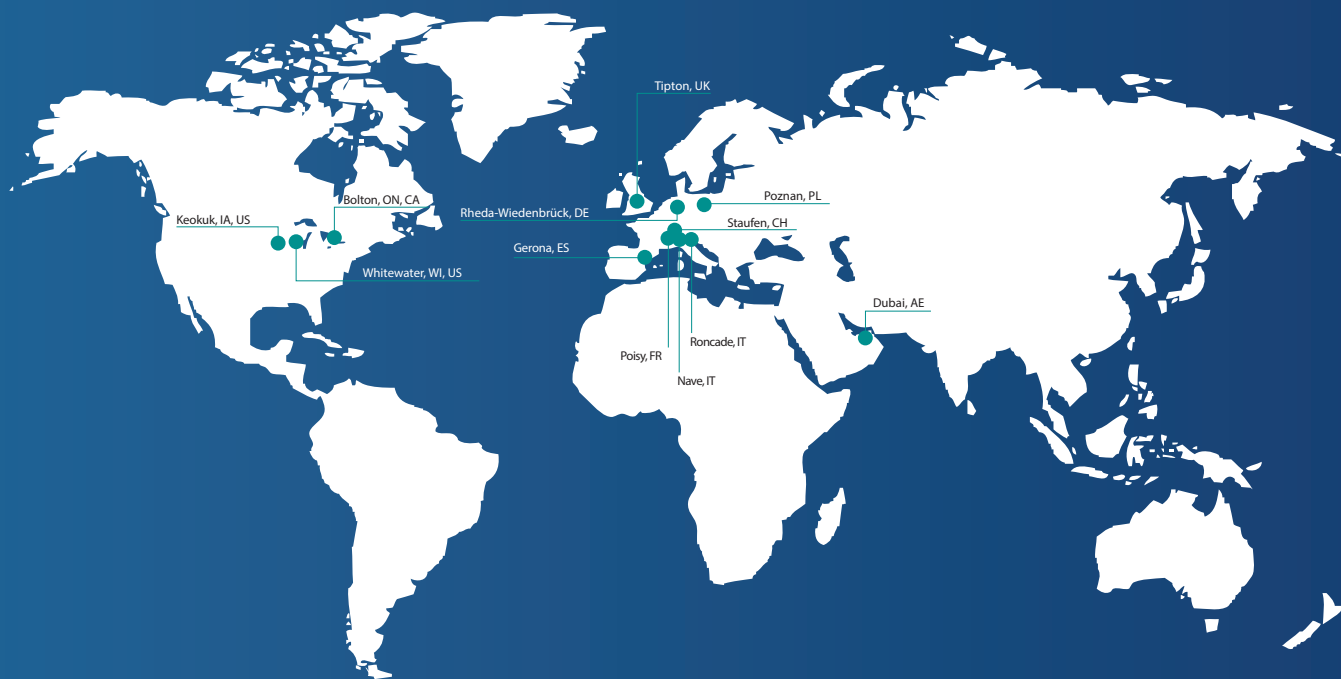 Tipton, UK
Poznan, PL
Bolton, ON, CA
Rheda-Wiedenbrück, DE
Keokuk, IA, US
Staufen, CH
Gerona, ES
Whitewater, WI, US
Dubai, AE
Roncade, IT
Poisy, FR
Nave, IT